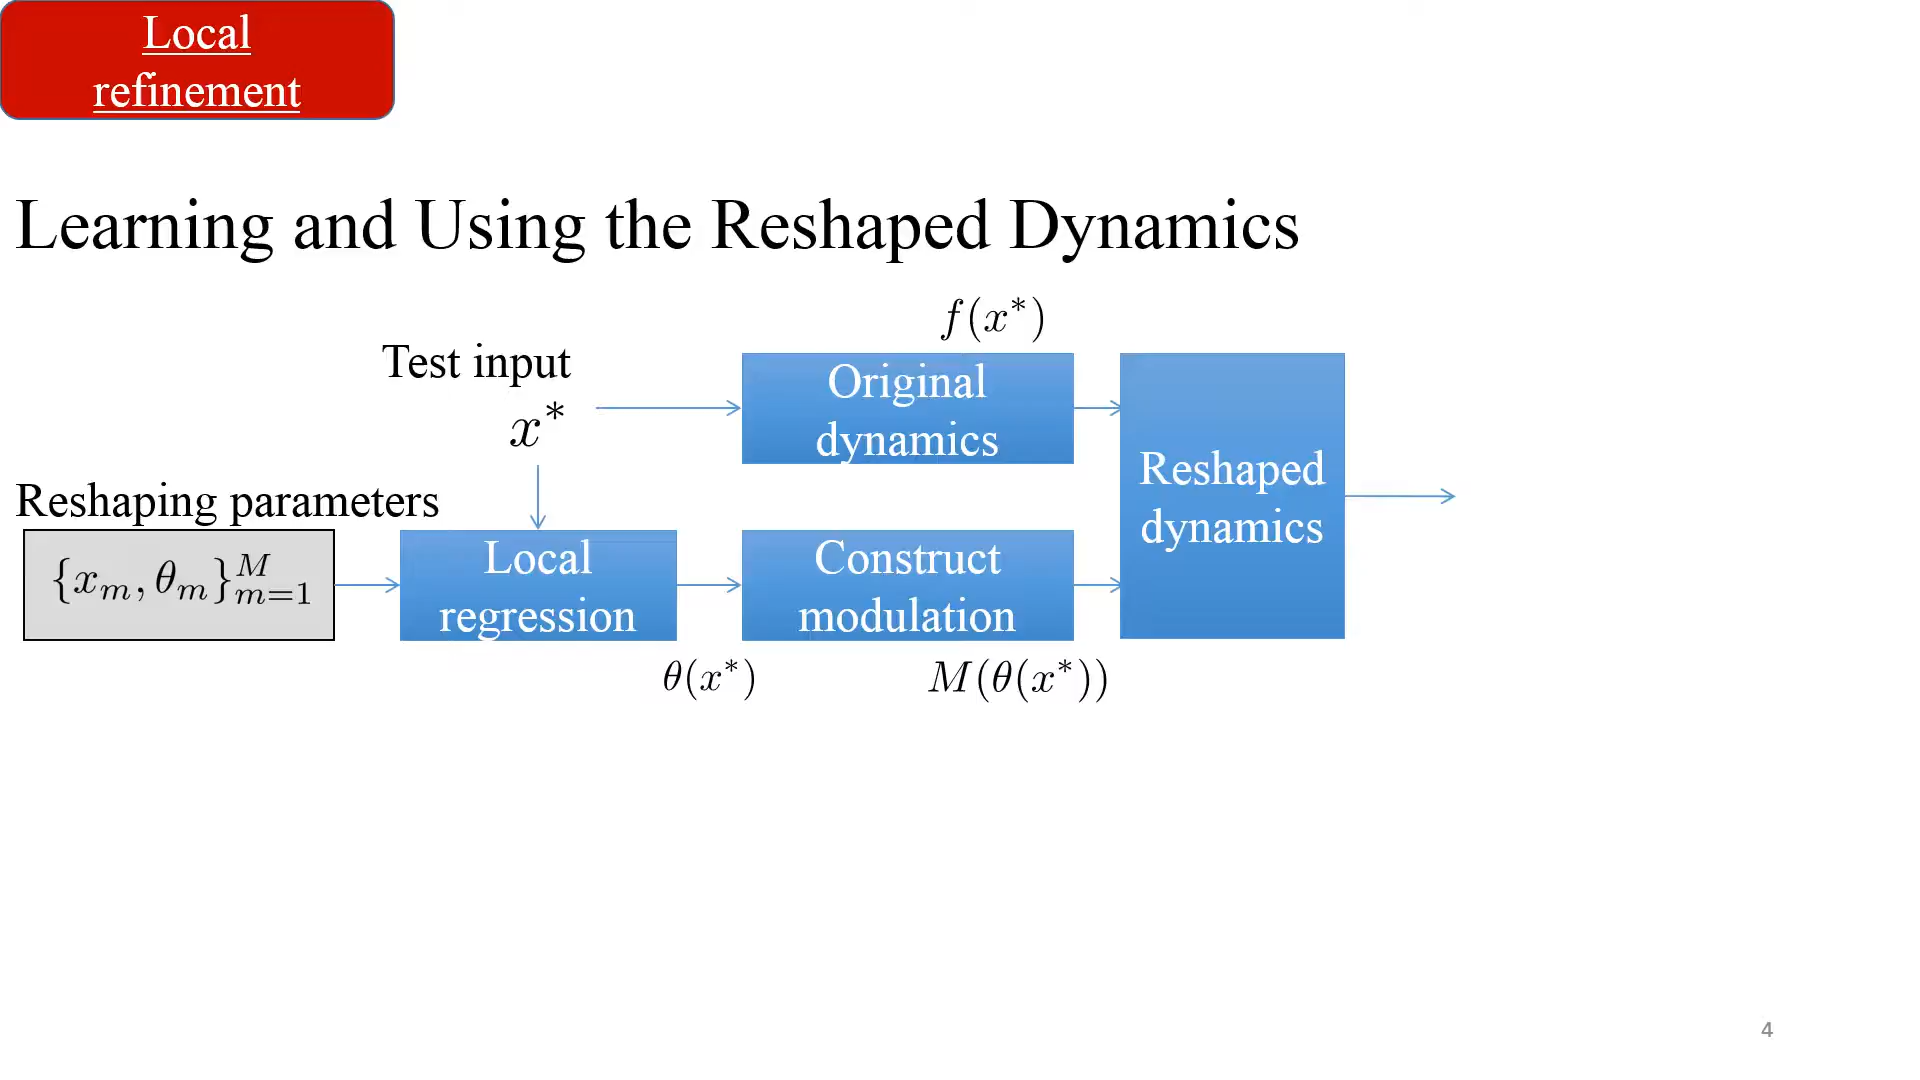 Local
refinement
Learning and Using the Reshaped Dynamics
f(x*)
Test input
x*
Original
dynamics
Reshaped
dynamics
Reshaping parameters
{x_m, θ_m}_{m=1}^M
Local
regression
Construct
modulation
θ(x*)
M(θ(x*))
4